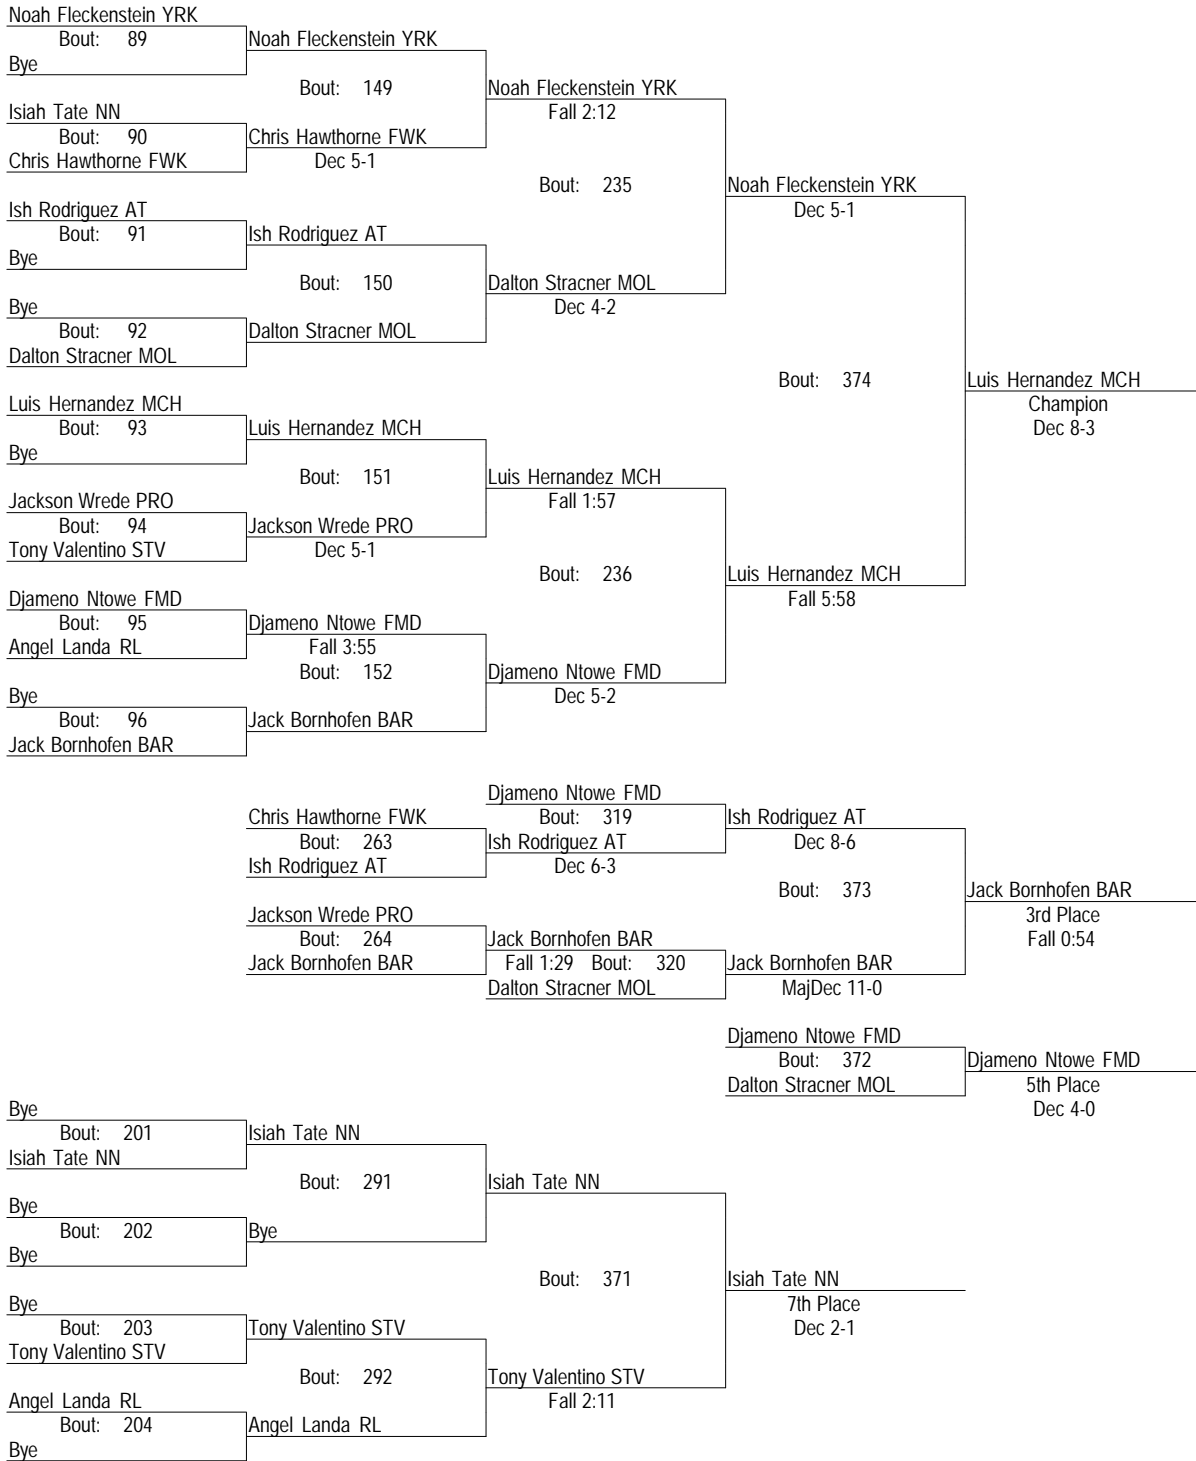 Noah Fleckenstein YRK
Bout: 89
Noah Fleckenstein YRK
Bye
Bout: 149
Noah Fleckenstein YRK
Isiah Tate NN
Fall 2:12
Bout: 90
Chris Hawthorne FWK
Chris Hawthorne FWK
Dec 5-1
Bout: 235
Noah Fleckenstein YRK
Ish Rodriguez AT
Dec 5-1
Bout: 91
Ish Rodriguez AT
Bye
Bout: 150
Dalton Stracner MOL
Bye
Dec 4-2
Bout: 92
Dalton Stracner MOL
Dalton Stracner MOL
Bout: 374
Luis Hernandez MCH
Luis Hernandez MCH
Champion
Bout: 93
Luis Hernandez MCH
Dec 8-3
Bye
Bout: 151
Luis Hernandez MCH
Jackson Wrede PRO
Fall 1:57
Bout: 94
Jackson Wrede PRO
Tony Valentino STV
Dec 5-1
Bout: 236
Luis Hernandez MCH
Djameno Ntowe FMD
Fall 5:58
Bout: 95
Djameno Ntowe FMD
Angel Landa RL
Fall 3:55
Bout: 152
Djameno Ntowe FMD
Bye
Dec 5-2
Bout: 96
Jack Bornhofen BAR
Jack Bornhofen BAR
Djameno Ntowe FMD
Chris Hawthorne FWK
Bout: 319
Ish Rodriguez AT
Bout: 263
Ish Rodriguez AT
Dec 8-6
Ish Rodriguez AT
Dec 6-3
Bout: 373
Jack Bornhofen BAR
Jackson Wrede PRO
3rd Place
Bout: 264
Jack Bornhofen BAR
Fall 0:54
Jack Bornhofen BAR
Fall 1:29 Bout: 320
Jack Bornhofen BAR
Dalton Stracner MOL
MajDec 11-0
Djameno Ntowe FMD
Bout: 372
Djameno Ntowe FMD
Dalton Stracner MOL
5th Place
Dec 4-0
Bye
Bout: 201
Isiah Tate NN
Isiah Tate NN
Bout: 291
Isiah Tate NN
Bye
Bout: 202
Bye
Bye
Bout: 371
Isiah Tate NN
Bye
7th Place
Bout: 203
Tony Valentino STV
Dec 2-1
Tony Valentino STV
Bout: 292
Tony Valentino STV
Angel Landa RL
Fall 2:11
Bout: 204
Angel Landa RL
Bye